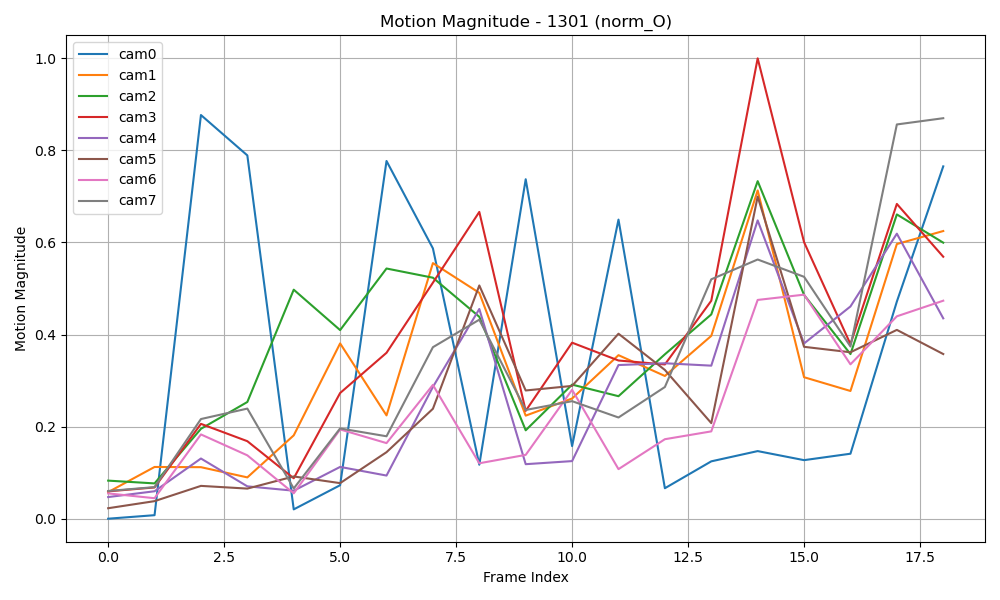 Motion Magnitude - 1301 (norm_O)
cam0
cam1
cam2
cam3
cam4
cam5
cam6
cam7
Motion Magnitude
1.0
0.8
0.6
0.4
0.2
0.0
0.0 2.5 5.0 7.5 10.0 12.5 15.0 17.5
Frame Index